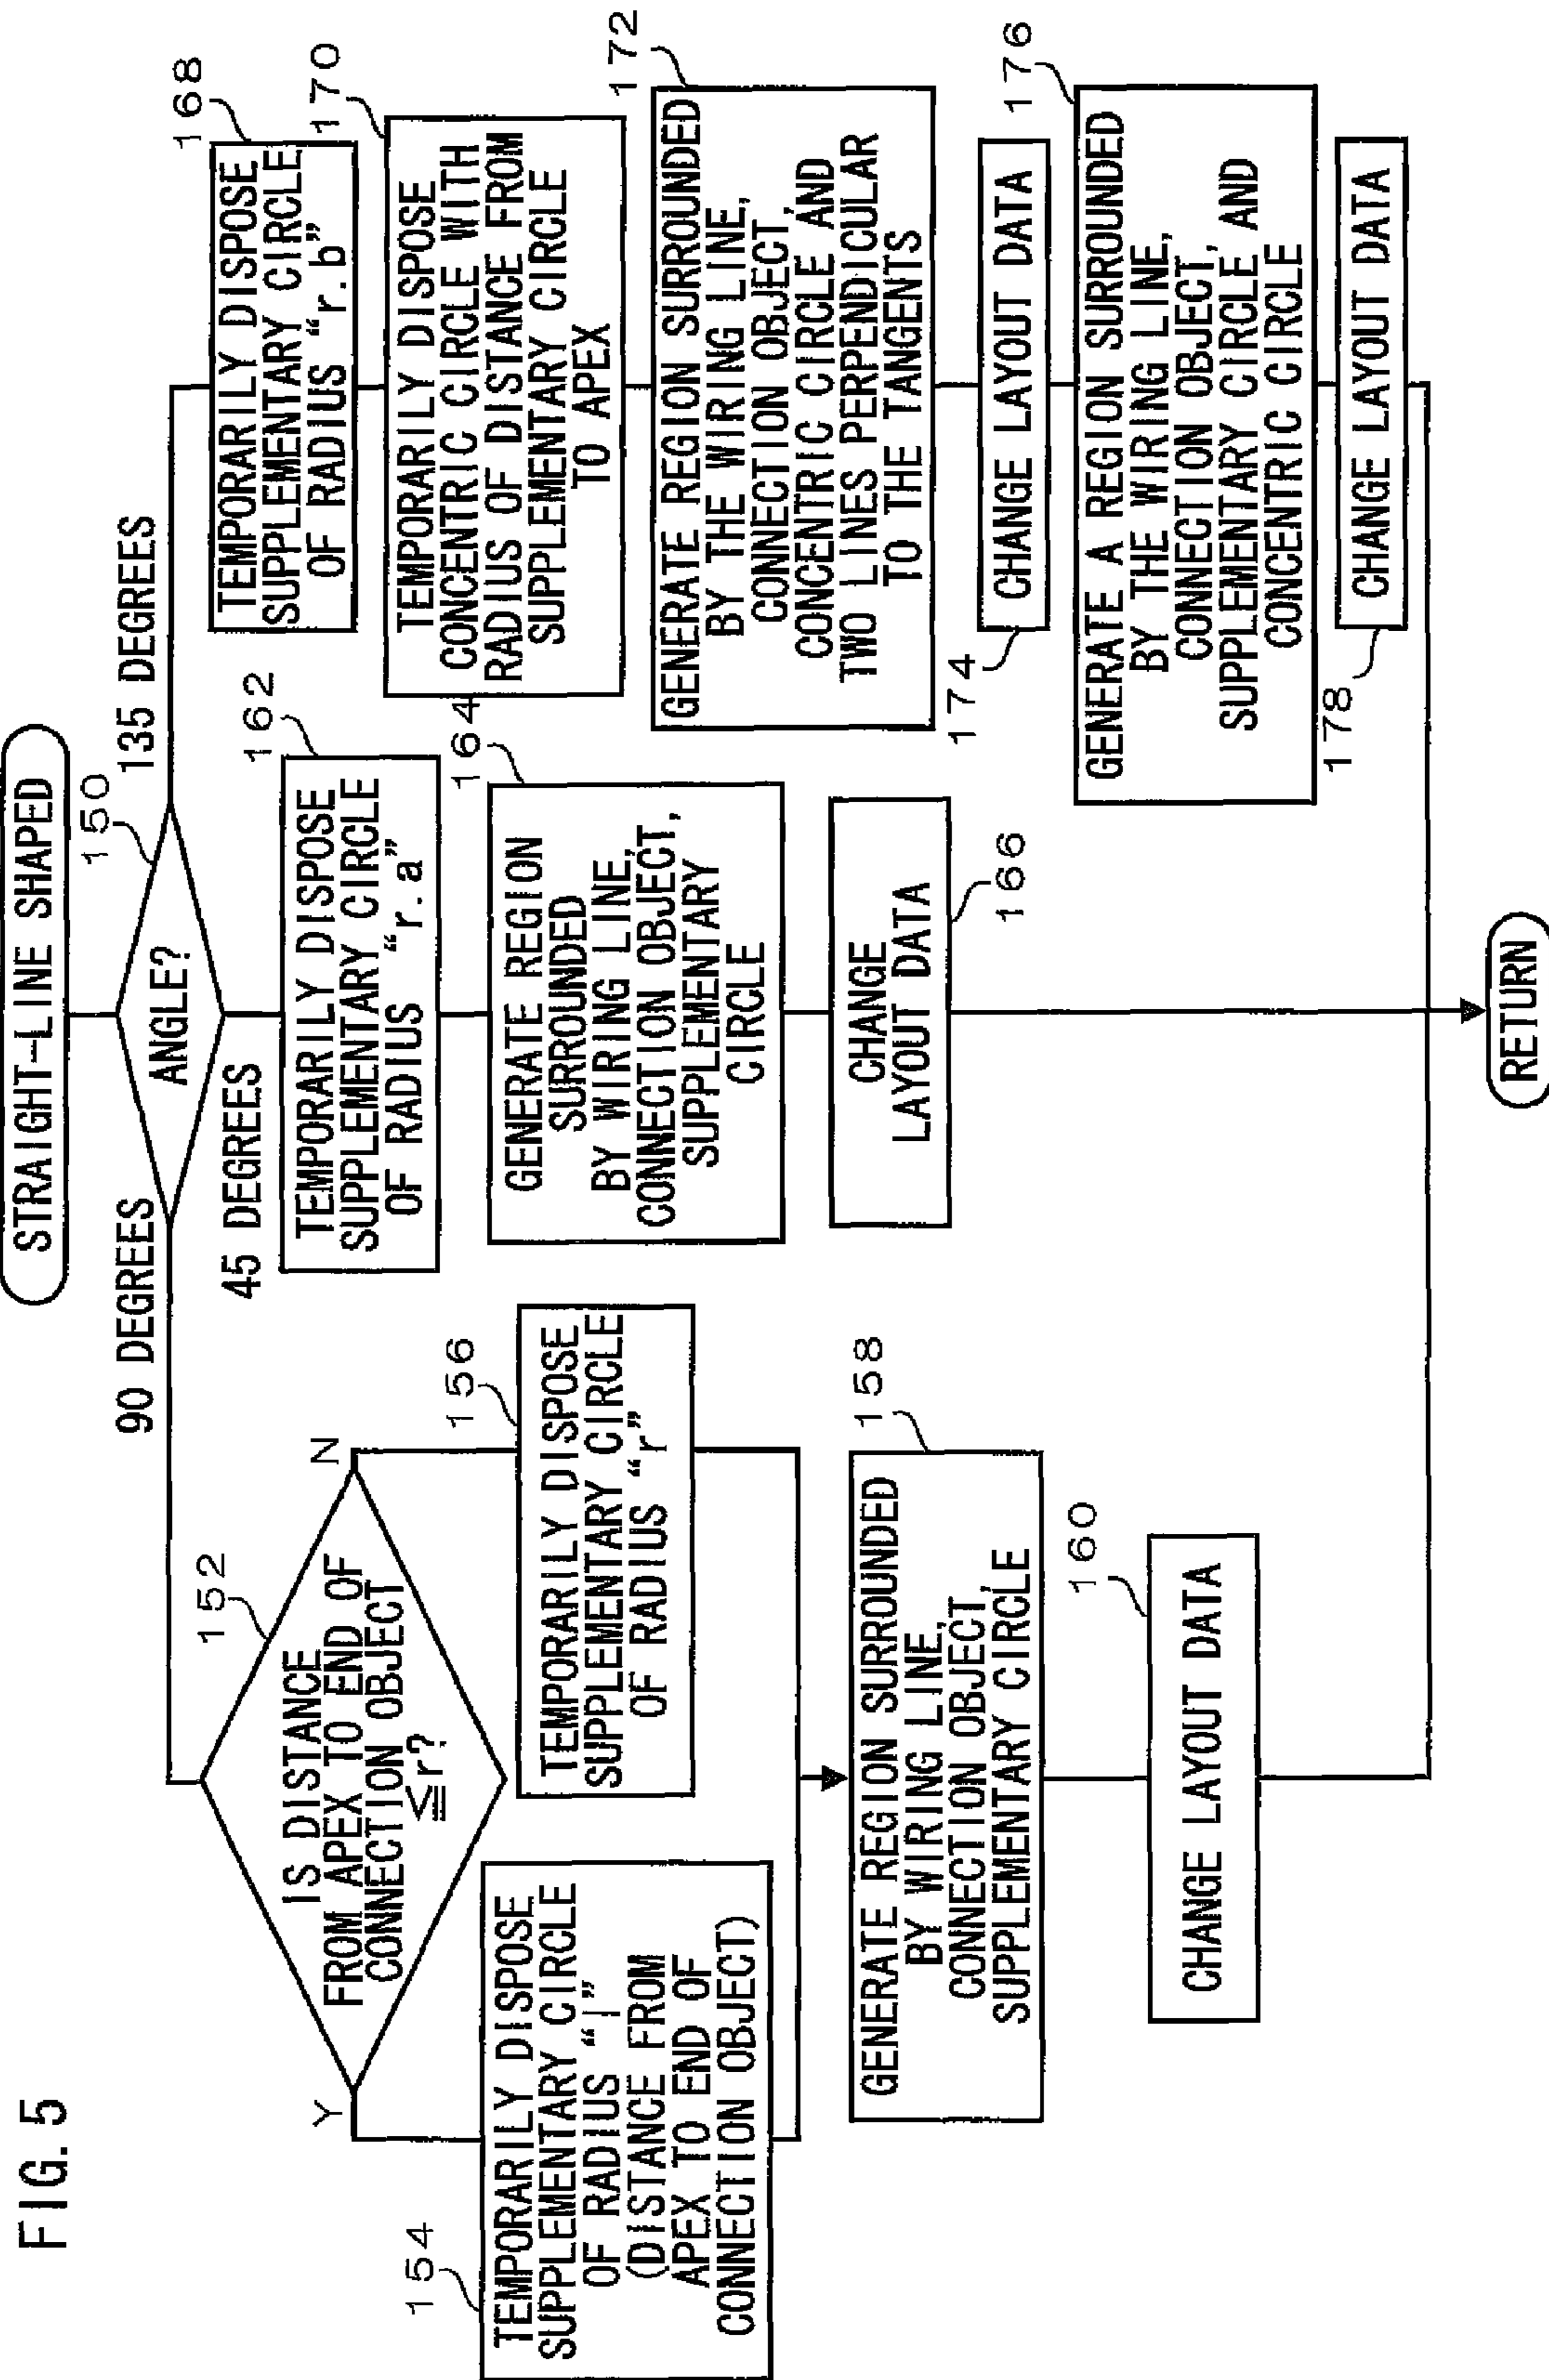 FIG. 5
STRAIGHT-LINE SHAPED
150
ANGLE?
90 DEGREES
45 DEGREES
135 DEGREES
152
IS DISTANCE
FROM APEX TO END OF
CONNECTION OBJECT
≦r?
Y
N
154
TEMPORARILY DISPOSE
SUPPLEMENTARY CIRCLE
OF RADIUS “l”
(DISTANCE FROM
APEX TO END OF
CONNECTION OBJECT)
156
TEMPORARILY DISPOSE
SUPPLEMENTARY CIRCLE
OF RADIUS “r”
158
GENERATE REGION SURROUNDED
BY WIRING LINE,
CONNECTION OBJECT,
SUPPLEMENTARY CIRCLE
160
CHANGE LAYOUT DATA
162
TEMPORARILY DISPOSE
SUPPLEMENTARY CIRCLE
OF RADIUS “r.a”
164
GENERATE REGION
SURROUNDED
BY WIRING LINE,
CONNECTION OBJECT,
SUPPLEMENTARY
CIRCLE
CHANGE
LAYOUT DATA
166
168
TEMPORARILY DISPOSE
SUPPLEMENTARY CIRCLE
OF RADIUS “r.b”
170
TEMPORARILY DISPOSE
CONCENTRIC CIRCLE WITH
RADIUS OF DISTANCE FROM
SUPPLEMENTARY CIRCLE
TO APEX
172
GENERATE REGION SURROUNDED
BY THE WIRING LINE,
CONNECTION OBJECT,
CONCENTRIC CIRCLE, AND
TWO LINES PERPENDICULAR
TO THE TANGENTS
174
CHANGE LAYOUT DATA
176
GENERATE A REGION SURROUNDED
BY THE WIRING LINE,
CONNECTION OBJECT,
SUPPLEMENTARY CIRCLE, AND
CONCENTRIC CIRCLE
178
CHANGE LAYOUT DATA
RETURN